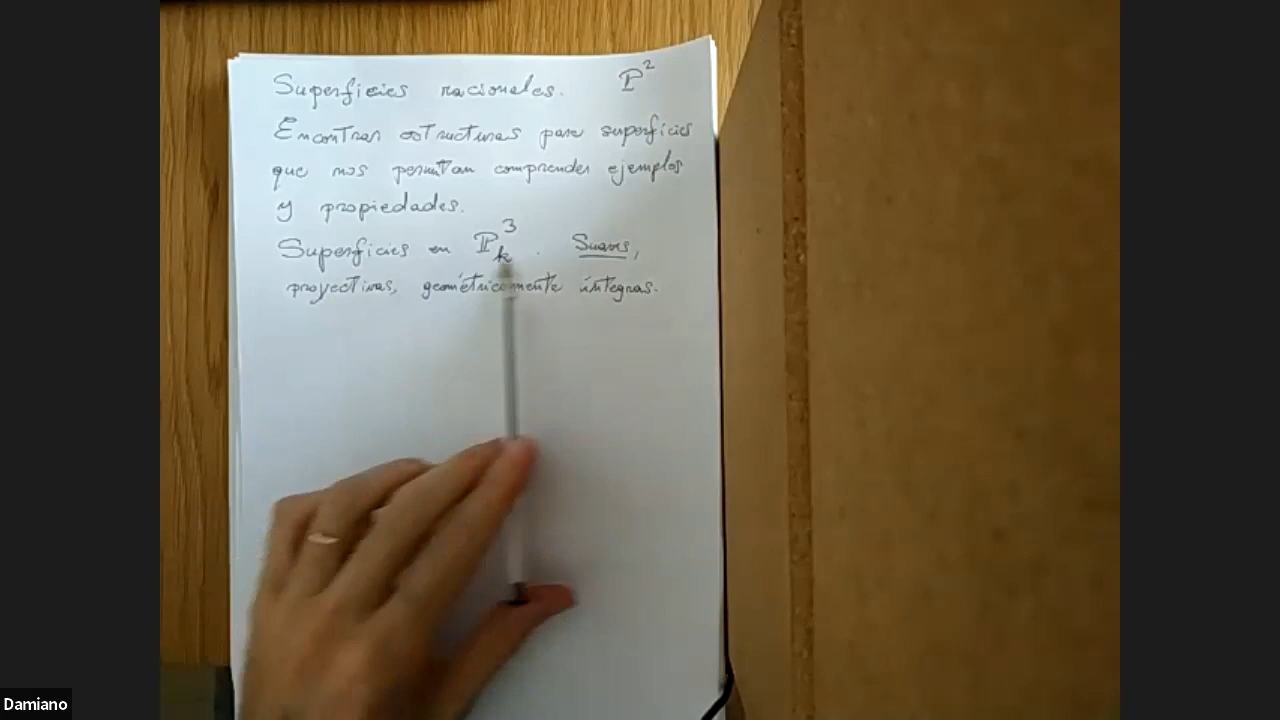 Superficies racionales. ℙ²
Encontrar estructuras para superficies
que nos permitan comprender ejemplos
y propiedades.
Superficies en ℙ³ₖ. Suaves,
proyectivas, geométricamente íntegras.
Damiano